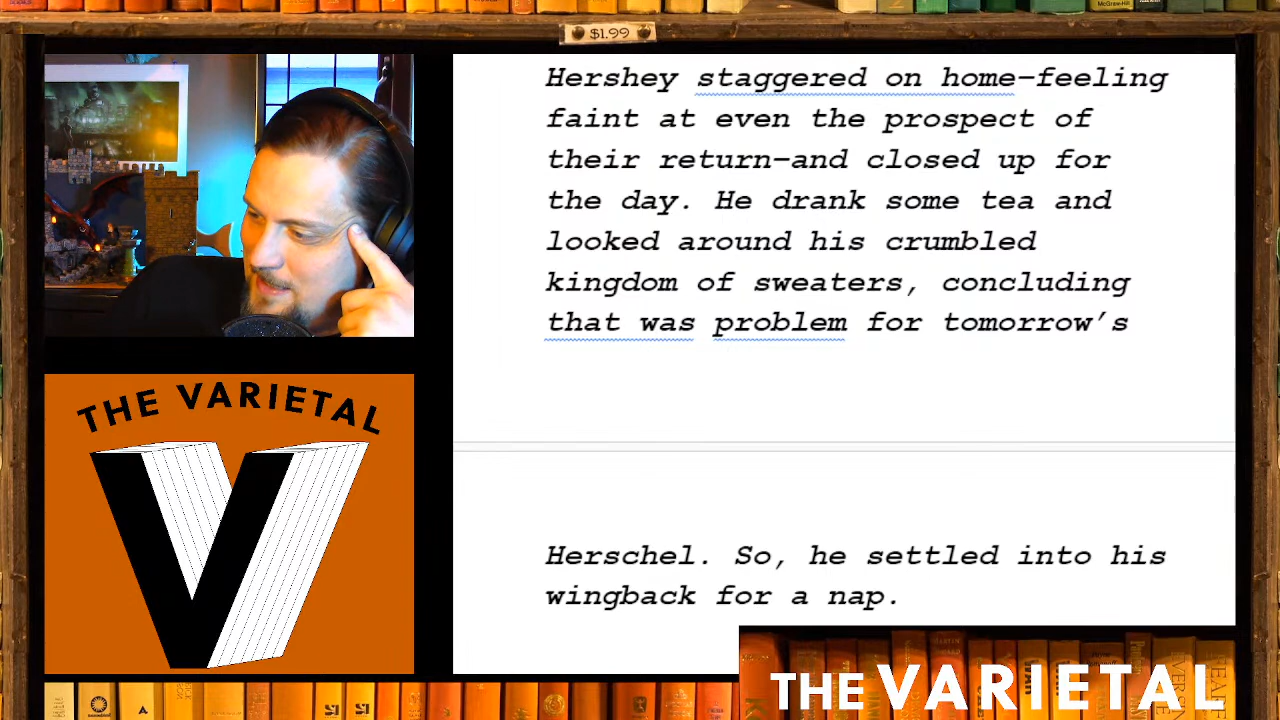 McGraw-Hill
$1.99
Hershey staggered on home–feeling
faint at even the prospect of
their return–and closed up for
the day. He drank some tea and
looked around his crumbled
kingdom of sweaters, concluding
that was problem for tomorrow’s
Herschel. So, he settled into his
wingback for a nap.
THE VARIETAL
V
THE VARIETAL